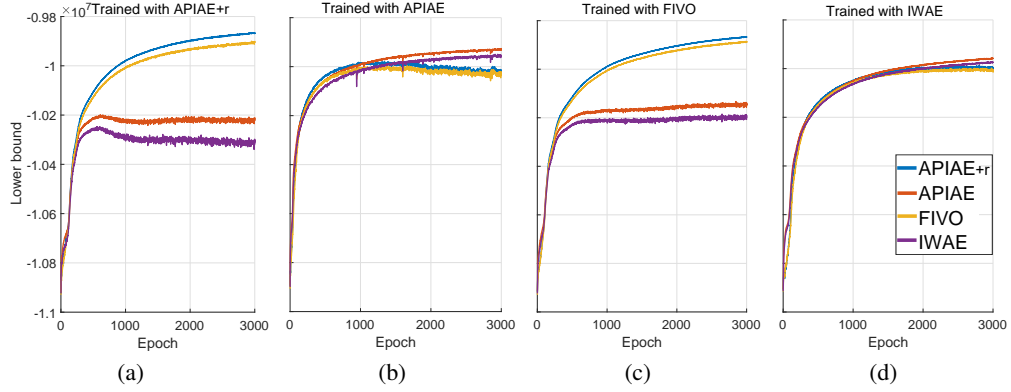 ×10⁷ Trained with APIAE+r
Trained with APIAE
Trained with FIVO
Trained with IWAE
-0.98
-1
-1.02
-1.04
-1.06
-1.08
-1.1
Lower bound
APIAE+r
APIAE
FIVO
IWAE
0 1000 2000 3000
0 1000 2000 3000
0 1000 2000 3000
0 1000 2000 3000
Epoch
Epoch
Epoch
Epoch
(a)
(b)
(c)
(d)